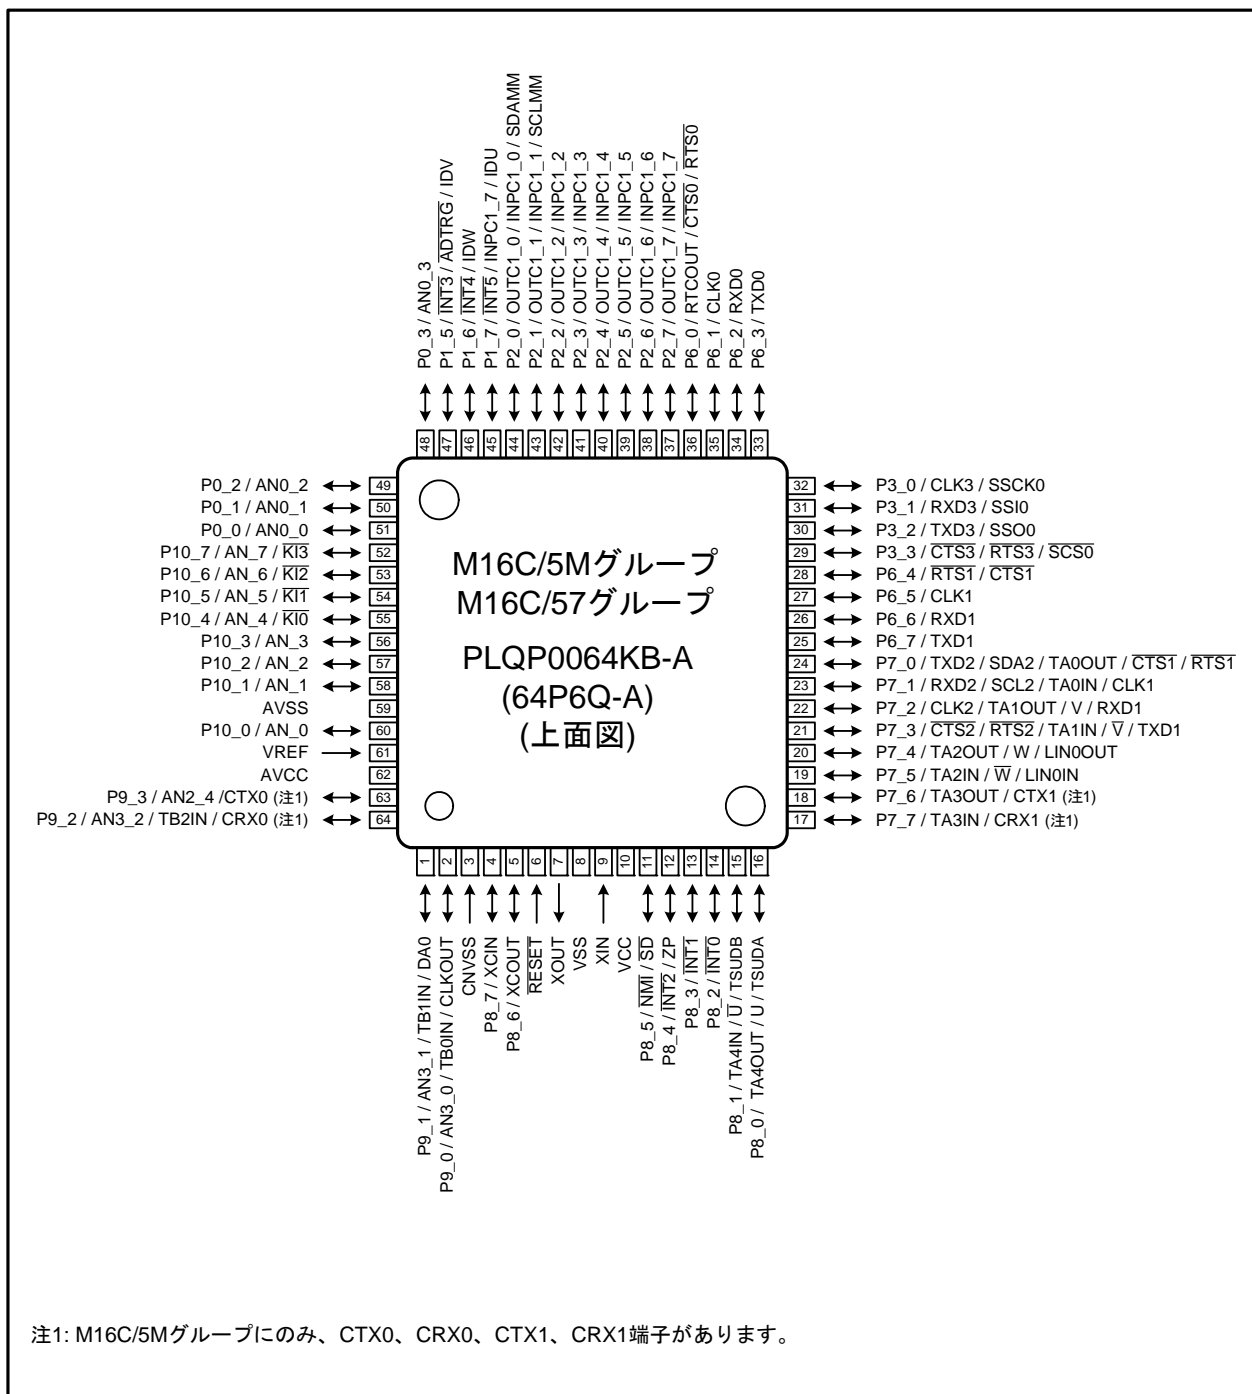 P0_3 / AN0_3
P1_5 / INT3 / ADTRG / IDV
P1_6 / INT4 / IDW
P1_7 / INT5 / INPC1_7 / IDU
P2_0 / OUTC1_0 / INPC1_0 / SDAMM
P2_1 / OUTC1_1 / INPC1_1 / SCLMM
P2_2 / OUTC1_2 / INPC1_2
P2_3 / OUTC1_3 / INPC1_3
P2_4 / OUTC1_4 / INPC1_4
P2_5 / OUTC1_5 / INPC1_5
P2_6 / OUTC1_6 / INPC1_6
P2_7 / OUTC1_7 / INPC1_7
P6_0 / RTCOUT / CTS0 / RTS0
P6_1 / CLK0
P6_2 / RXD0
P6_3 / TXD0
48 47 46 45 44 43 42 41 40 39 38 37 36 35 34 33
P0_2 / AN0_2 49
P0_1 / AN0_1 50
P0_0 / AN0_0 51
P10_7 / AN_7 / KI3 52
P10_6 / AN_6 / KI2 53
P10_5 / AN_5 / KI1 54
P10_4 / AN_4 / KI0 55
P10_3 / AN_3 56
P10_2 / AN_2 57
P10_1 / AN_1 58
AVSS 59
P10_0 / AN_0 60
VREF 61
AVCC 62
P9_3 / AN2_4 /CTX0 (注1) 63
P9_2 / AN3_2 / TB2IN / CRX0 (注1) 64
M16C/5Mグループ
M16C/57グループ
PLQP0064KB-A
(64P6Q-A)
(上面図)
32 P3_0 / CLK3 / SSCK0
31 P3_1 / RXD3 / SSI0
30 P3_2 / TXD3 / SSO0
29 P3_3 / CTS3 / RTS3 / SCS0
28 P6_4 / RTS1 / CTS1
27 P6_5 / CLK1
26 P6_6 / RXD1
25 P6_7 / TXD1
24 P7_0 / TXD2 / SDA2 / TA0OUT / CTS1 / RTS1
23 P7_1 / RXD2 / SCL2 / TA0IN / CLK1
22 P7_2 / CLK2 / TA1OUT / V / RXD1
21 P7_3 / CTS2 / RTS2 / TA1IN / V / TXD1
20 P7_4 / TA2OUT / W / LIN0OUT
19 P7_5 / TA2IN / W / LIN0IN
18 P7_6 / TA3OUT / CTX1 (注1)
17 P7_7 / TA3IN / CRX1 (注1)
1 2 3 4 5 6 7 8 9 10 11 12 13 14 15 16
P9_1 / AN3_1 / TB1IN / DA0
P9_0 / AN3_0 / TB0IN / CLKOUT
CNVSS
P8_7 / XCIN
P8_6 / XCOUT
RESET
XOUT
VSS
XIN
VCC
P8_5 / NMI / SD
P8_4 / INT2 / ZP
P8_3 / INT1
P8_2 / INT0
P8_1 / TA4IN / U / TSUDB
P8_0 / TA4OUT / U / TSUDA
注1: M16C/5Mグループにのみ、CTX0、CRX0、CTX1、CRX1端子があります。